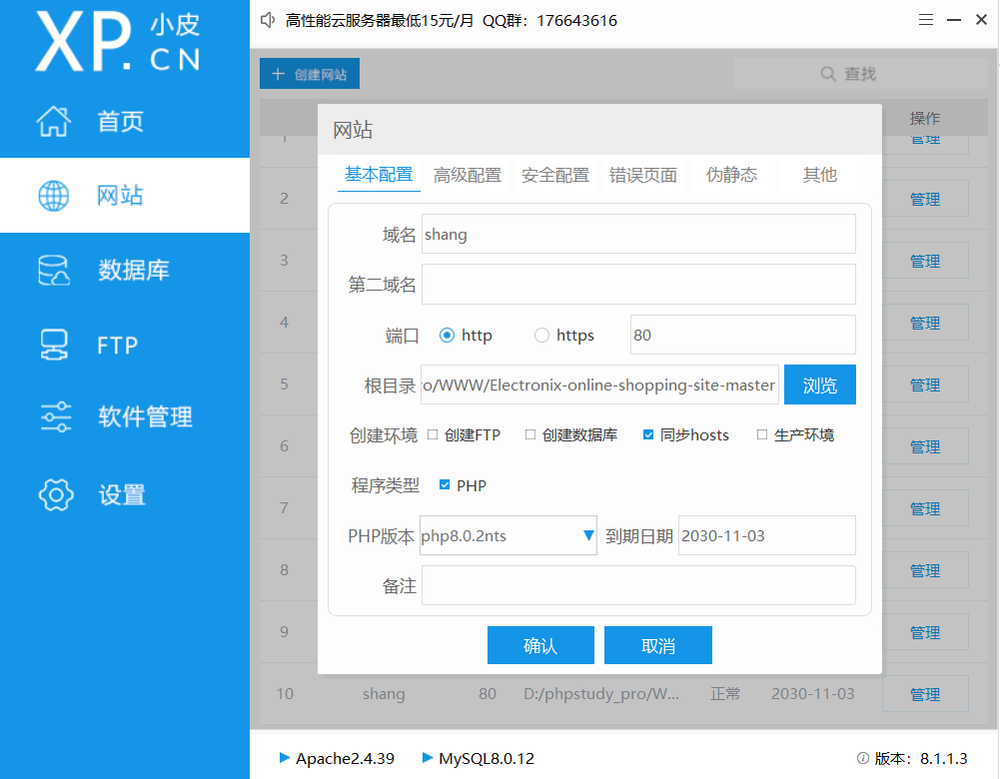 XP.CN 小皮
高性能云服务器最低15元/月 QQ群：176643616
首页
网站
数据库
FTP
软件管理
设置
创建网站
查找
操作
1 管理
2 管理
3 管理
4 管理
5 管理
6 管理
7 管理
8 管理
9 管理
10 shang 80 D:/phpstudy_pro/W... 正常 2030-11-03 管理
网站
基本配置 高级配置 安全配置 错误页面 伪静态 其他
域名 shang
第二域名
端口 http https 80
根目录 o/WWW/Electronix-online-shopping-site-master 浏览
创建环境 创建FTP 创建数据库 同步hosts 生产环境
程序类型 PHP
PHP版本 php8.0.2nts 到期日期 2030-11-03
备注
确认 取消
Apache2.4.39 MySQL8.0.12 版本：8.1.1.3